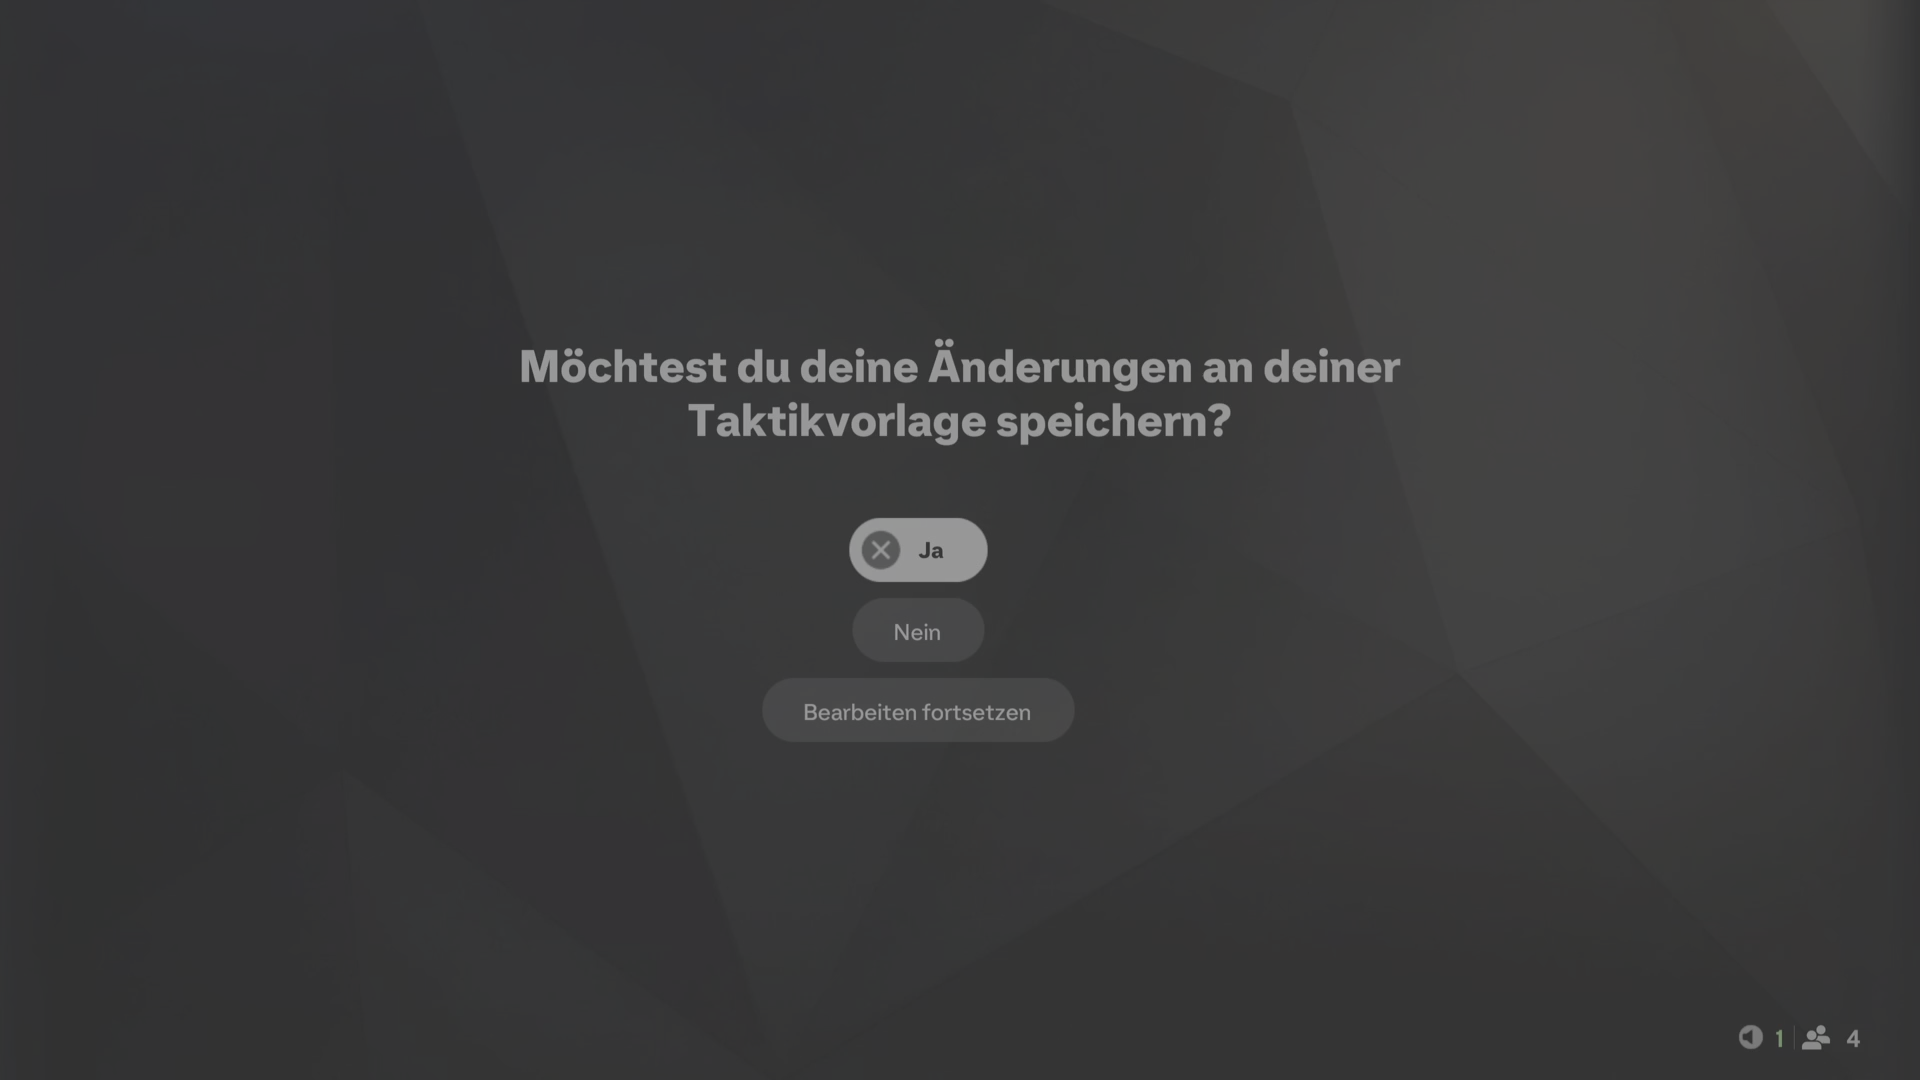 Möchtest du deine Änderungen an deiner
Taktikvorlage speichern?
Ja
Nein
Bearbeiten fortsetzen
1 4